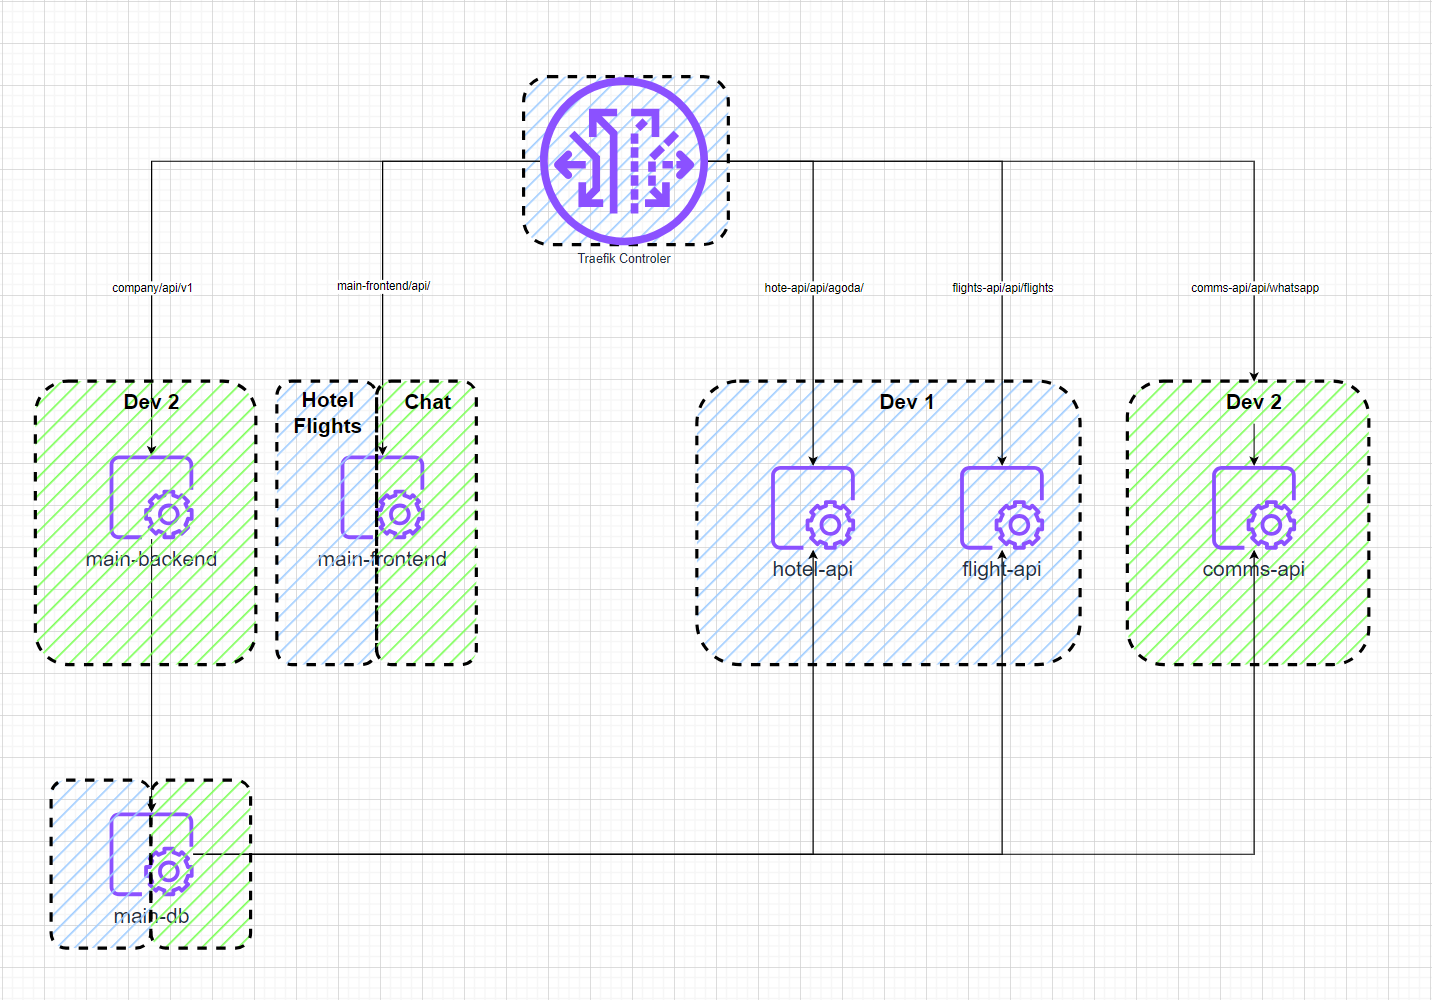 Traefik Controler
company/api/v1
main-frontend/api/
hote-api/api/agoda/
flights-api/api/flights
comms-api/api/whatsapp
Dev 2
Hotel
Flights
Chat
Dev 1
Dev 2
main-backend
main-frontend
hotel-api
flight-api
comms-api
main-db